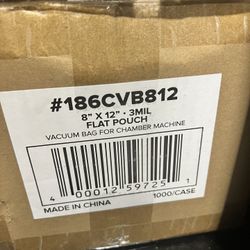 #186CVB812
8" X 12" · 3MIL
FLAT POUCH
VACUUM BAG FOR CHAMBER MACHINE
4 00012 59725 1
MADE IN CHINA 1000/CASE